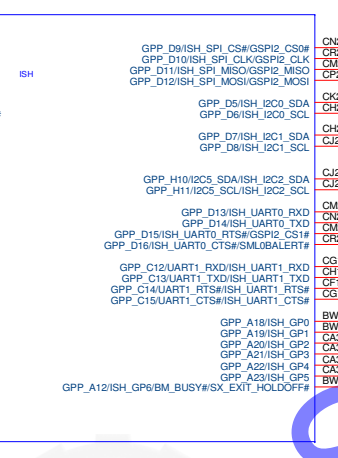 GPP_D9/ISH_SPI_CS#/GSPI2_CS0#
GPP_D10/ISH_SPI_CLK/GSPI2_CLK
ISH
GPP_D11/ISH_SPI_MISO/GSPI2_MISO
GPP_D12/ISH_SPI_MOSI/GSPI2_MOSI
GPP_D5/ISH_I2C0_SDA
GPP_D6/ISH_I2C0_SCL
GPP_D7/ISH_I2C1_SDA
GPP_D8/ISH_I2C1_SCL
GPP_H10/I2C5_SDA/ISH_I2C2_SDA
GPP_H11/I2C5_SCL/ISH_I2C2_SCL
GPP_D13/ISH_UART0_RXD
GPP_D14/ISH_UART0_TXD
GPP_D15/ISH_UART0_RTS#/GSPI2_CS1#
GPP_D16/ISH_UART0_CTS#/SML0BALERT#
GPP_C12/UART1_RXD/ISH_UART1_RXD
GPP_C13/UART1_TXD/ISH_UART1_TXD
GPP_C14/UART1_RTS#/ISH_UART1_RTS#
GPP_C15/UART1_CTS#/ISH_UART1_CTS#
GPP_A18/ISH_GP0
GPP_A19/ISH_GP1
GPP_A20/ISH_GP2
GPP_A21/ISH_GP3
GPP_A22/ISH_GP4
GPP_A23/ISH_GP5
GPP_A12/ISH_GP6/BM_BUSY#/SX_EXIT_HOLDOFF#